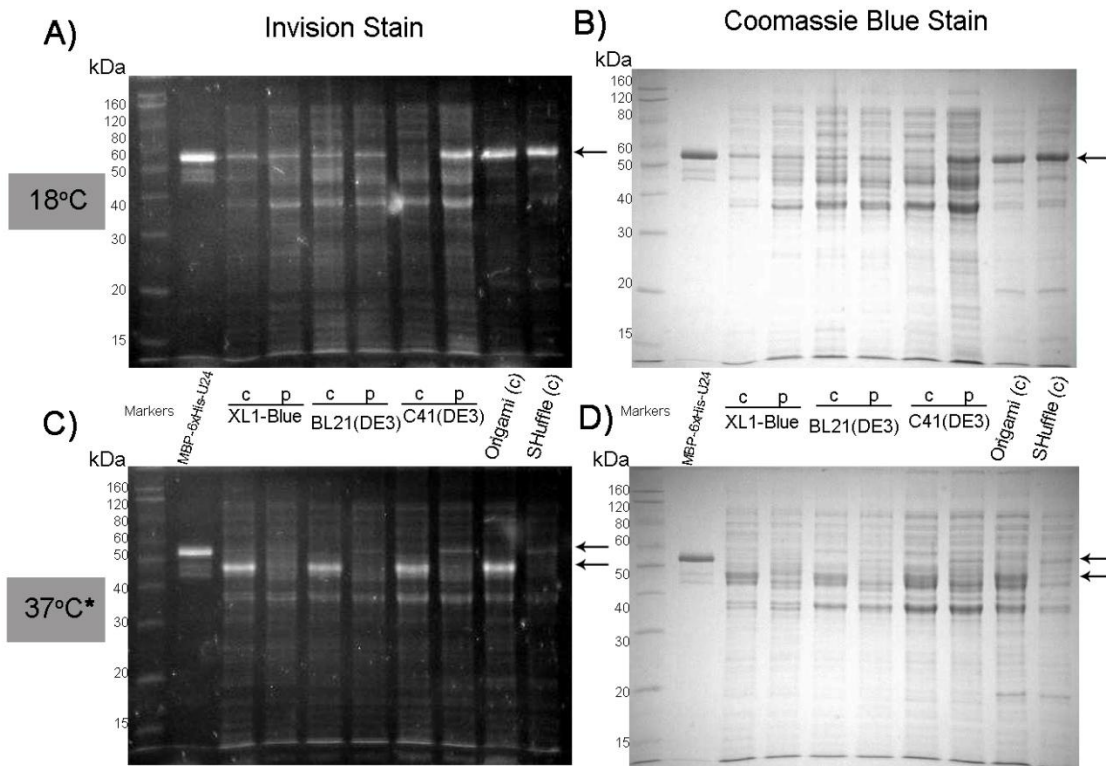 A) Invision Stain
B) Coomassie Blue Stain
kDa
160
120
80
60
50
40
30
20
15
kDa
160
120
80
60
50
40
30
20
15
18°C
Markers
MBP-6xHis-U24
c p
XL1-Blue
c p
BL21(DE3)
c p
C41(DE3)
Origami (c)
SHuffle (c)
Markers
MBP-6xHis-U24
c p
XL1-Blue
c p
BL21(DE3)
c p
C41(DE3)
Origami (c)
SHuffle (c)
C)
kDa
160
120
80
60
50
40
30
20
15
D)
kDa
160
120
80
60
50
40
30
20
15
37°C*